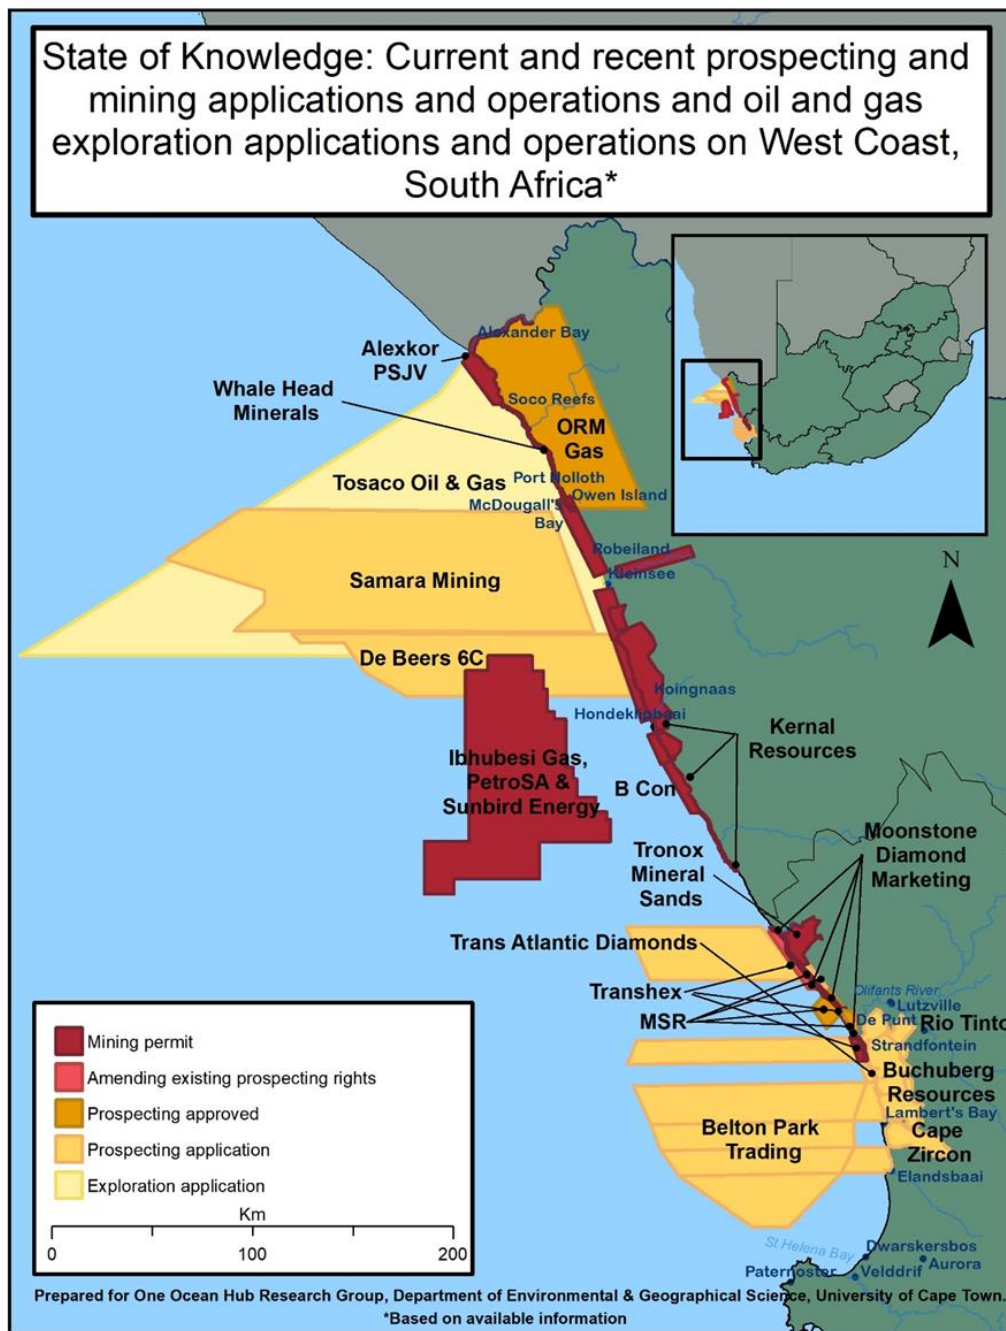 State of Knowledge: Current and recent prospecting and
mining applications and operations and oil and gas
exploration applications and operations on West Coast,
South Africa*
Alexander Bay
Alexkor
PSJV
Whale Head
Minerals
Soco Reefs
ORM
Gas
Tosaco Oil & Gas
Port Nolloth
Owen Island
McDougall's
Bay
Robeiland
Kleinsee
Samara Mining
N
De Beers 6C
Koingnaas
Hondeklipbaai
Kernal
Resources
Ibhubesi Gas,
PetroSA &
Sunbird Energy
B Con
Moonstone
Diamond
Marketing
Tronox
Mineral
Sands
Trans Atlantic Diamonds
Transhex
MSR
Olifants River
Lutzville
De Punt
Rio Tinto
Strandfontein
Buchuberg
Resources
Lambert's Bay
Belton Park
Trading
Cape
Zircon
Elandsbaai
Mining permit
Amending existing prospecting rights
Prospecting approved
Prospecting application
Exploration application
Km
0 100 200
St Helena Bay
Dwarskersbos
Aurora
Paternoster
Velddrif
Prepared for One Ocean Hub Research Group, Department of Environmental & Geographical Science, University of Cape Town.
*Based on available information